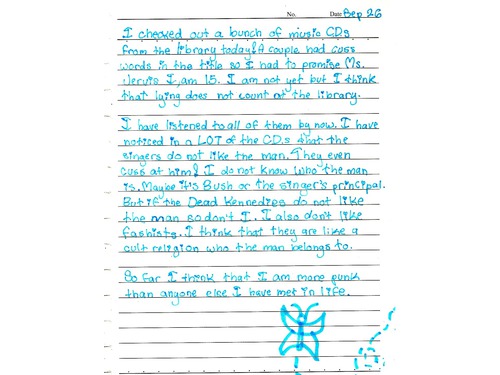 No. Date Sep 26
I checked out a bunch of music CDs
from the library today! A couple had cuss
words in the title so I had to promise Ms.
Jervis I am 15. I am not yet but I think
that lying does not count at the library.
I have listened to all of them by now. I have
noticed in a LOT of the CDs that the
singers do not like the man. They even
cuss at him! I do not know who the man
is. Maybe it's Bush or the singer's principal.
But if the Dead Kennedies do not like
the man so don't I. I also don't like
fashists. I think that they are like a
cult religion who the man belongs to.
So far I think that I am more punk
than anyone else I have met in life.